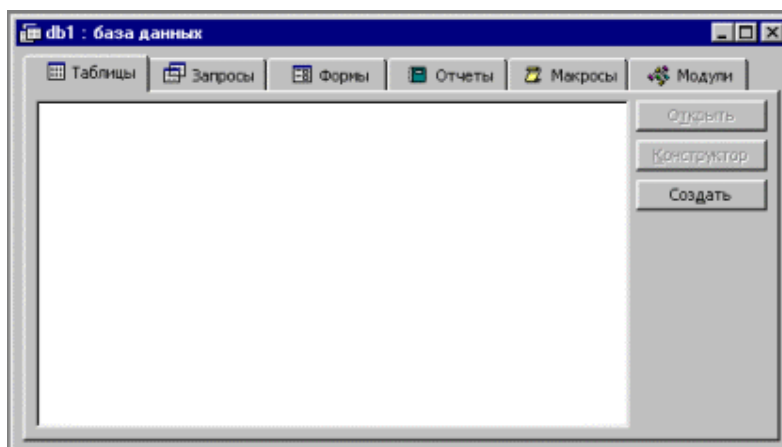 db1 : база данных
Таблицы Запросы Формы Отчеты Макросы Модули
Открыть
Конструктор
Создать